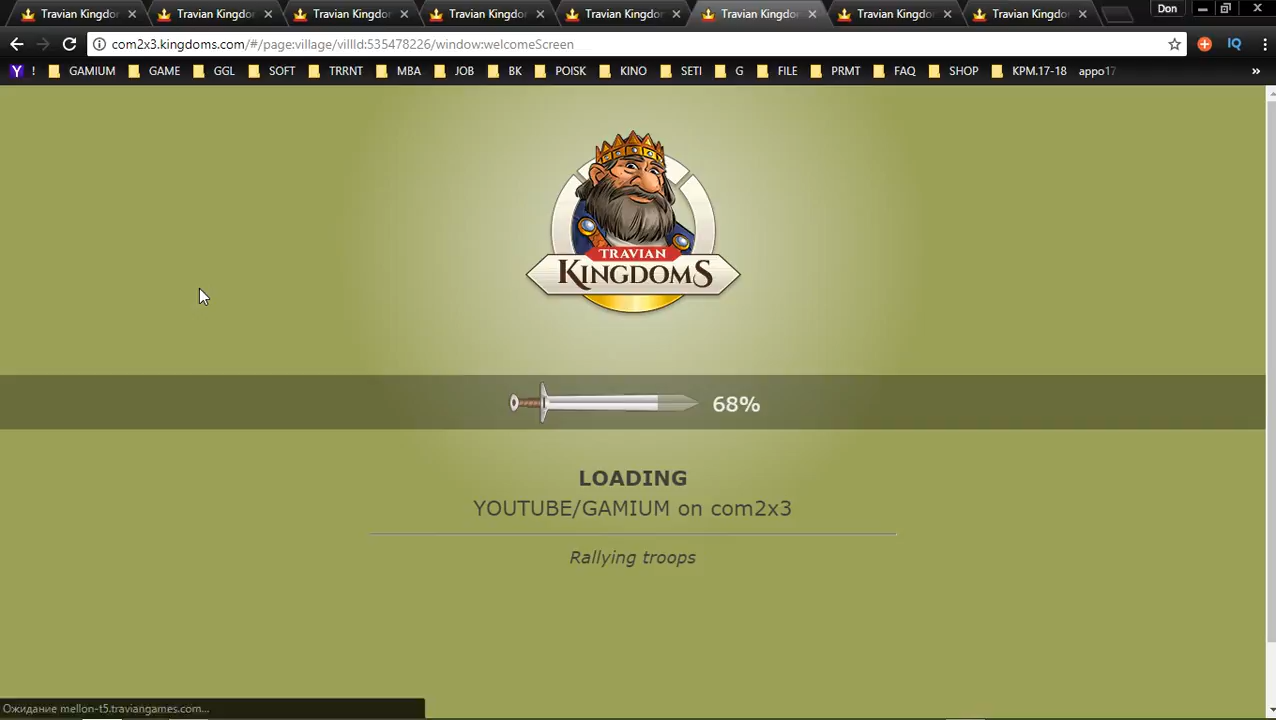 Travian Kingdo Travian Kingdo Travian Kingdo Travian Kingdo Travian Kingdo Travian Kingdo Travian Kingdo Travian Kingdo Don
com2x3.kingdoms.com/#/page:village/villId:535478226/window:welcomeScreen IQ
Y ! GAMIUM GAME GGL SOFT TRRNT MBA JOB BK POISK KINO SETI G FILE PRMT FAQ SHOP KPM.17-18 appo17 »
TRAVIAN
KINGDOMS
68%
LOADING
YOUTUBE/GAMIUM on com2x3
Rallying troops
Ожидание mellon-t5.traviangames.com...